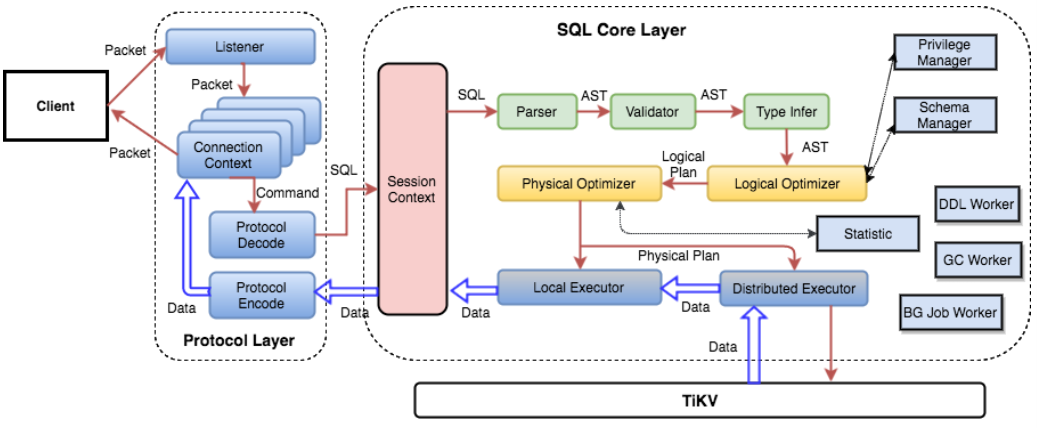 SQL Core Layer
Listener
Privilege
Manager
Packet
Packet
Client
SQL
AST
AST
Parser
Validator
Type Infer
Schema
Manager
Packet
Connection
Context
AST
SQL
Logical
Plan
Session
Context
Physical Optimizer
Logical Optimizer
Command
DDL Worker
Protocol
Decode
Statistic
Physical Plan
GC Worker
Protocol
Encode
Local Executor
Distributed Executor
Data
Data
Data
Data
BG Job Worker
Protocol Layer
Data
TiKV